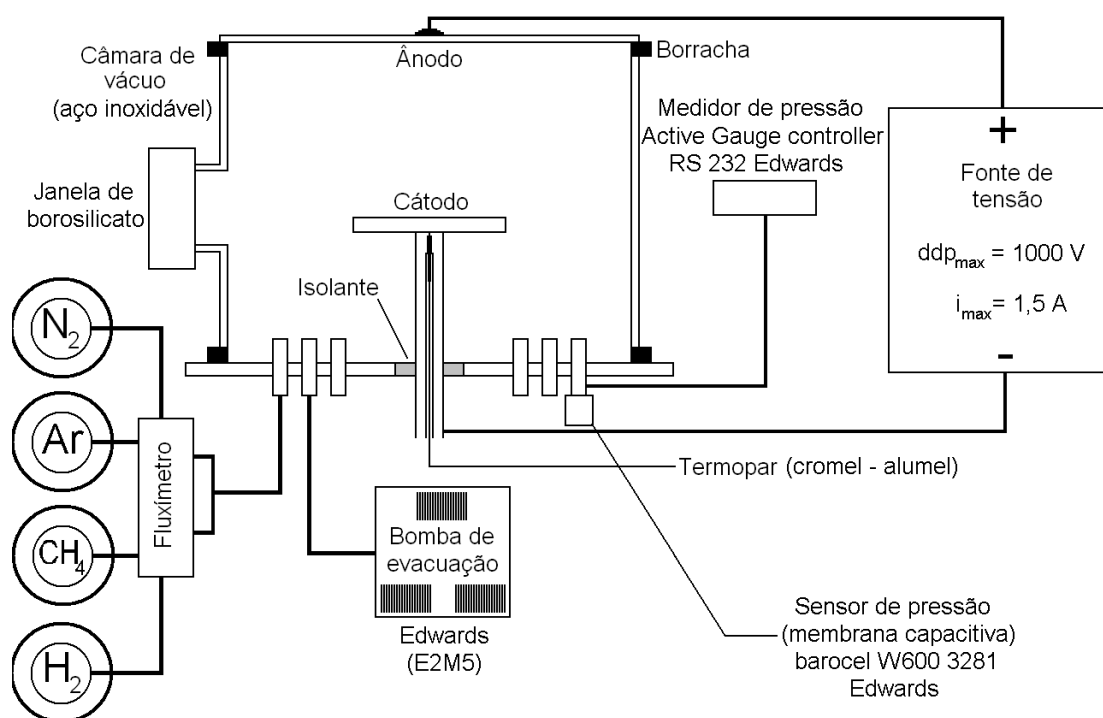 Câmara de
vácuo
(aço inoxidável)
Ânodo
Borracha
Medidor de pressão
Active Gauge controller
RS 232 Edwards
+
Fonte de
tensão
ddpmax = 1000 V
imax = 1,5 A
-
Janela de
borosilicato
Cátodo
Isolante
N2
Ar
CH4
H2
Fluxímetro
Termopar (cromel - alumel)
Bomba de
evacuação
Edwards
(E2M5)
Sensor de pressão
(membrana capacitiva)
barocel W600 3281
Edwards